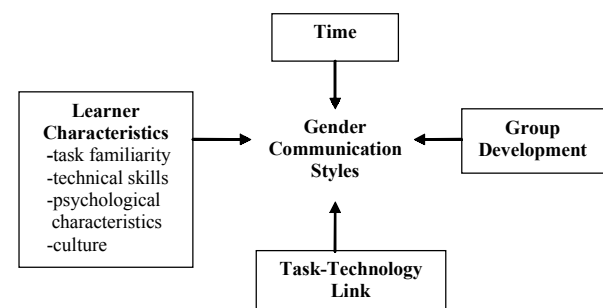 Time
Learner
Characteristics
-task familiarity
-technical skills
-psychological
characteristics
-culture
Gender
Communication
Styles
Group
Development
Task-Technology
Link